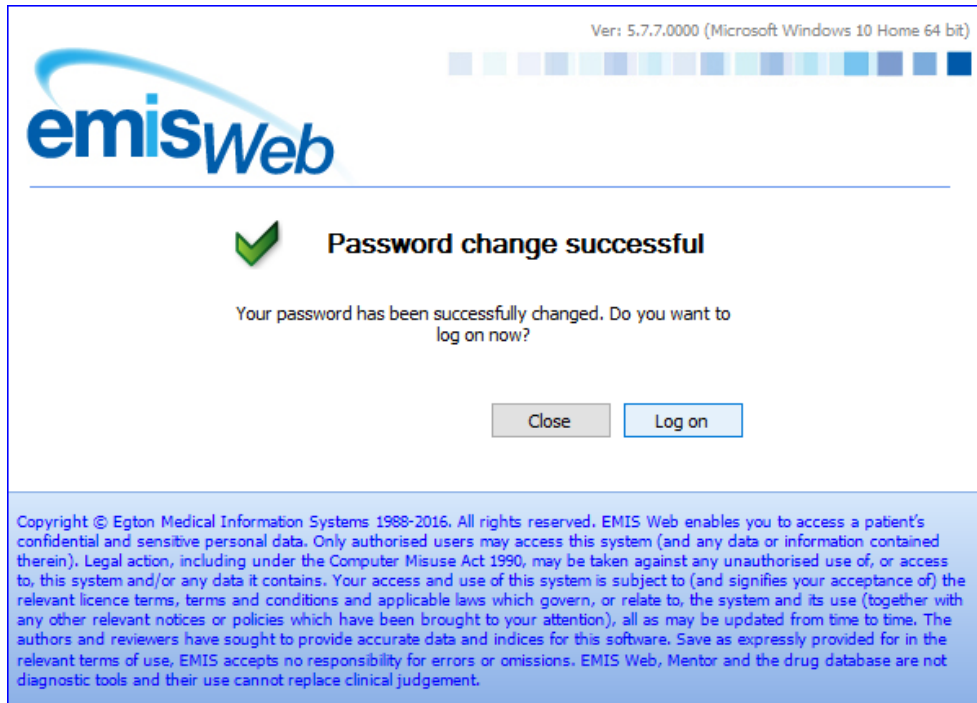 Ver: 5.7.7.0000 (Microsoft Windows 10 Home 64 bit)
emisWeb
Password change successful
Your password has been successfully changed. Do you want to
log on now?
Close
Log on
Copyright © Egton Medical Information Systems 1988-2016. All rights reserved. EMIS Web enables you to access a patient's
confidential and sensitive personal data. Only authorised users may access this system (and any data or information contained
therein). Legal action, including under the Computer Misuse Act 1990, may be taken against any unauthorised use of, or access
to, this system and/or any data it contains. Your access and use of this system is subject to (and signifies your acceptance of) the
relevant licence terms, terms and conditions and applicable laws which govern, or relate to, the system and its use (together with
any other relevant notices or policies which have been brought to your attention), all as may be updated from time to time. The
authors and reviewers have sought to provide accurate data and indices for this software. Save as expressly provided for in the
relevant terms of use, EMIS accepts no responsibility for errors or omissions. EMIS Web, Mentor and the drug database are not
diagnostic tools and their use cannot replace clinical judgement.